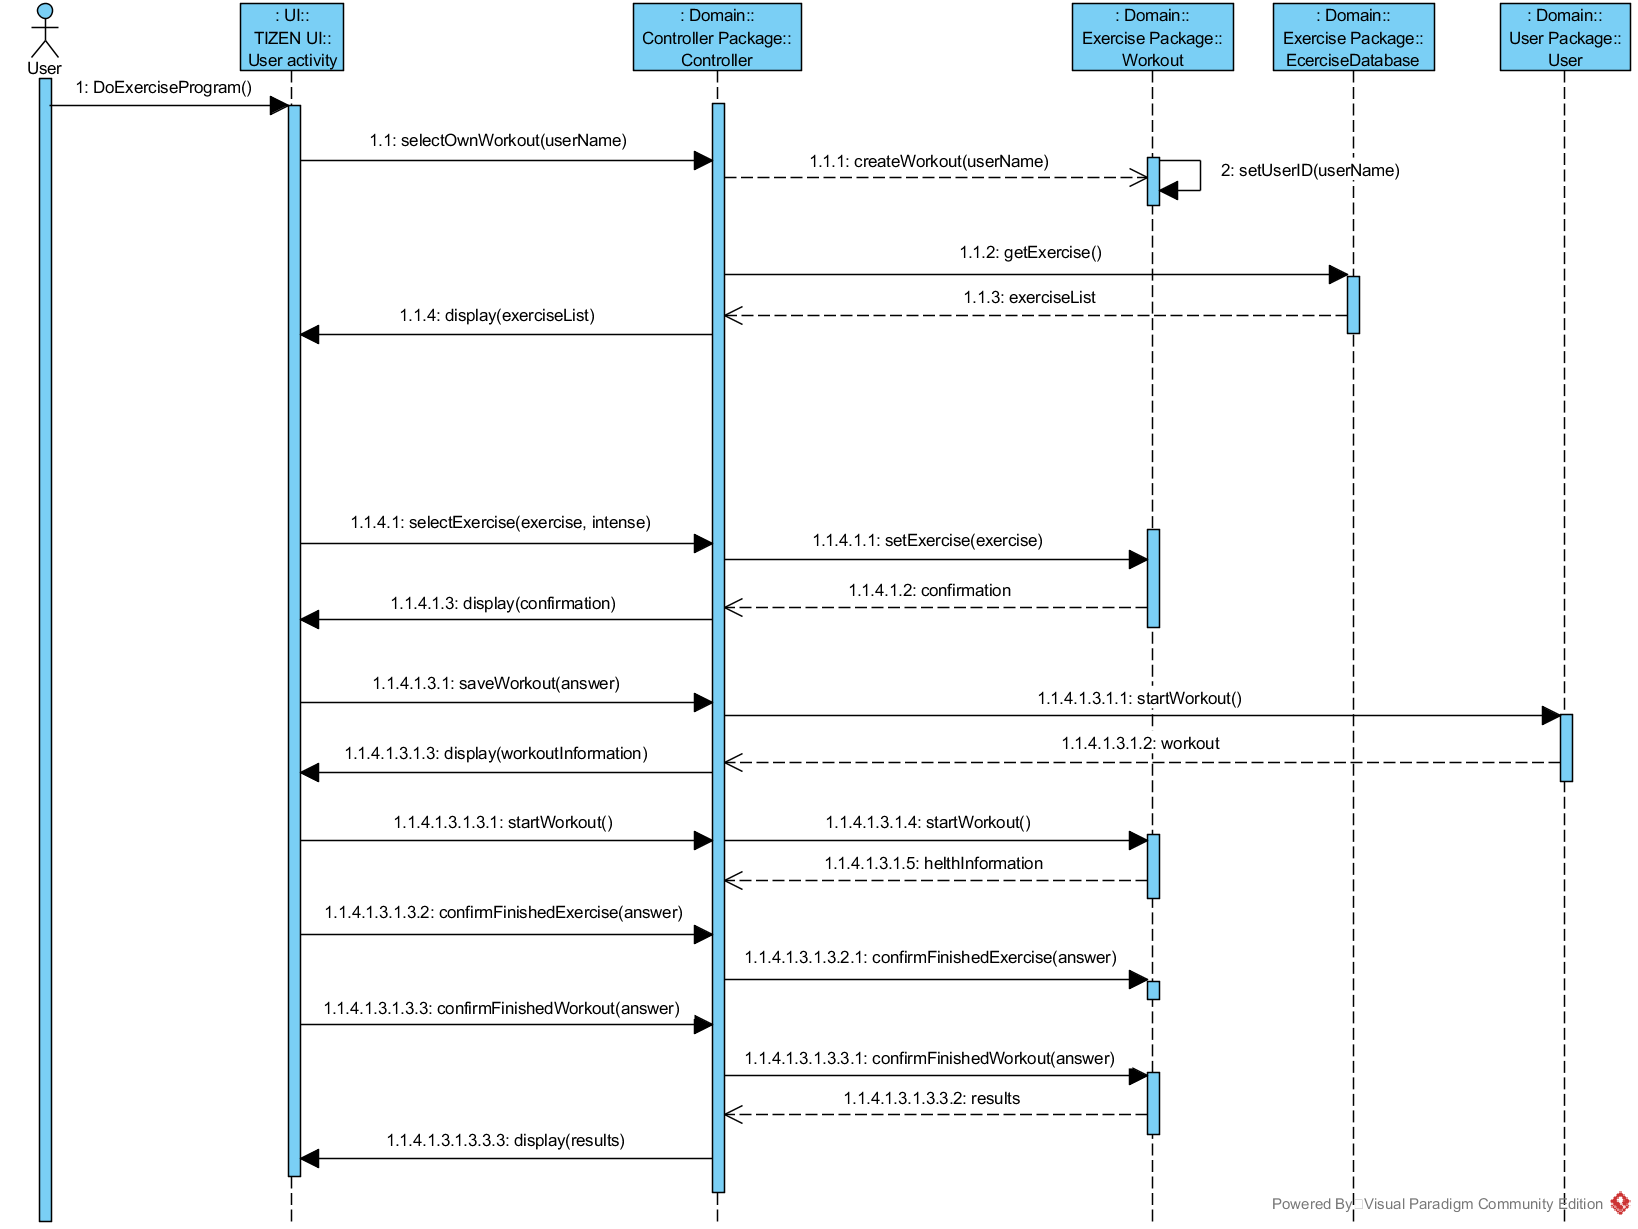 : UI::
TIZEN UI::
User activity
: Domain::
Controller Package::
Controller
: Domain::
Exercise Package::
Workout
: Domain::
Exercise Package::
EcerciseDatabase
: Domain::
User Package::
User
User
1: DoExerciseProgram()
1.1: selectOwnWorkout(userName)
1.1.1: createWorkout(userName)
2: setUserID(userName)
1.1.2: getExercise()
1.1.3: exerciseList
1.1.4: display(exerciseList)
1.1.4.1: selectExercise(exercise, intense)
1.1.4.1.1: setExercise(exercise)
1.1.4.1.2: confirmation
1.1.4.1.3: display(confirmation)
1.1.4.1.3.1: saveWorkout(answer)
1.1.4.1.3.1.1: startWorkout()
1.1.4.1.3.1.2: workout
1.1.4.1.3.1.3: display(workoutInformation)
1.1.4.1.3.1.3.1: startWorkout()
1.1.4.1.3.1.4: startWorkout()
1.1.4.1.3.1.5: helthInformation
1.1.4.1.3.1.3.2: confirmFinishedExercise(answer)
1.1.4.1.3.1.3.2.1: confirmFinishedExercise(answer)
1.1.4.1.3.1.3.3: confirmFinishedWorkout(answer)
1.1.4.1.3.1.3.3.1: confirmFinishedWorkout(answer)
1.1.4.1.3.1.3.3.2: results
1.1.4.1.3.1.3.3.3: display(results)
Powered By Visual Paradigm Community Edition